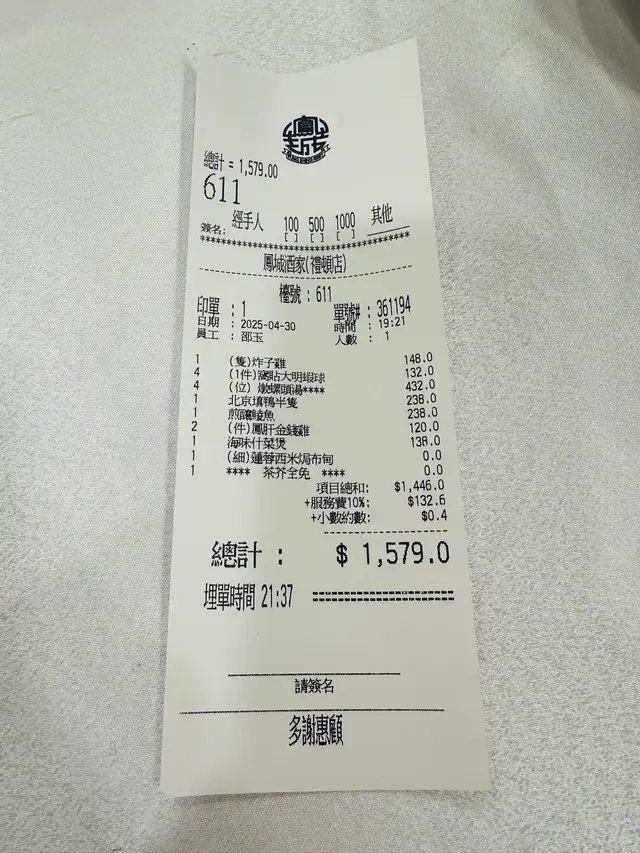 鳳城
總計 = 1,579.00
611
經手人 100 500 1000 其他
簽名: [ ] [ ] [ ]
**********************************
鳳城酒家(禮頓店)
檯號 : 611
印單 : 1 單號# : 361194
日期 : 2025-04-30 時間 : 19:21
員工 : 邵玉 人數 : 1
1 (隻)炸子雞 148.0
4 (1件)窩貼大明蝦球 132.0
4 (位) 燉螺頭湯**** 432.0
1 北京填鴨半隻 238.0
1 煎釀鯪魚 238.0
2 (件)鳳肝金錢雞 120.0
1 海味什菜煲 138.0
1 (細)蓮蓉西米焗布甸 0.0
1 **** 茶芥全免 **** 0.0
項目總和: $1,446.0
+服務費10%: $132.6
+小數約數: $0.4
總計 : $ 1,579.0
埋單時間 21:37 ==================
請簽名
多謝惠顧